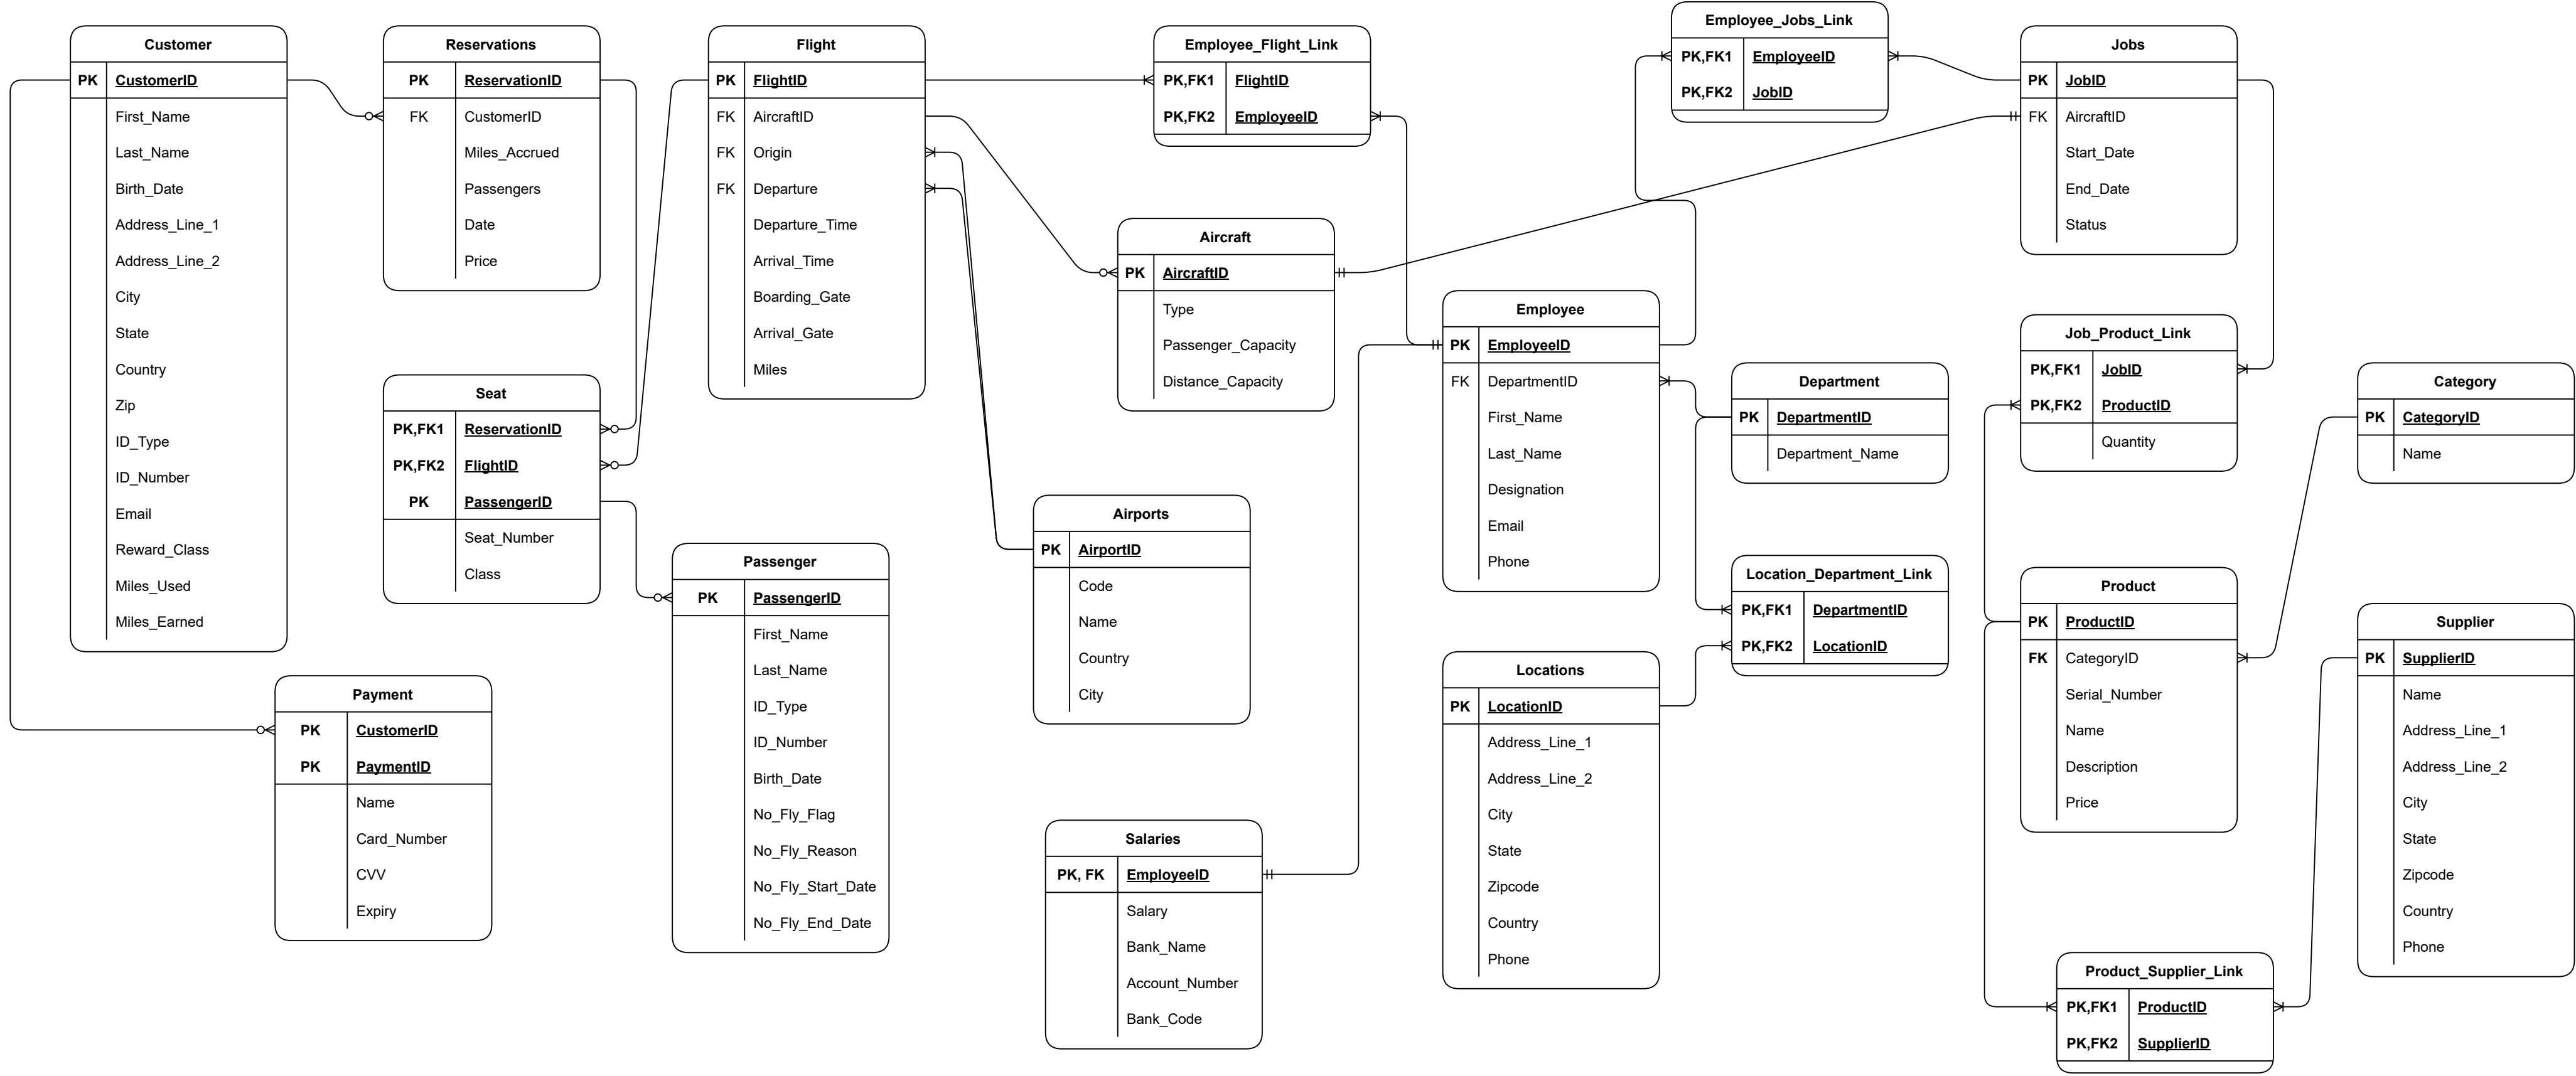 Customer
PK CustomerID
First_Name
Last_Name
Birth_Date
Address_Line_1
Address_Line_2
City
State
Country
Zip
ID_Type
ID_Number
Email
Reward_Class
Miles_Used
Miles_Earned
Reservations
PK ReservationID
FK CustomerID
Miles_Accrued
Passengers
Date
Price
Seat
PK,FK1 ReservationID
PK,FK2 FlightID
PK PassengerID
Seat_Number
Class
Payment
PK CustomerID
PK PaymentID
Name
Card_Number
CVV
Expiry
Flight
PK FlightID
FK AircraftID
FK Origin
FK Departure
Departure_Time
Arrival_Time
Boarding_Gate
Arrival_Gate
Miles
Passenger
PK PassengerID
First_Name
Last_Name
ID_Type
ID_Number
Birth_Date
No_Fly_Flag
No_Fly_Reason
No_Fly_Start_Date
No_Fly_End_Date
Employee_Flight_Link
PK,FK1 FlightID
PK,FK2 EmployeeID
Aircraft
PK AircraftID
Type
Passenger_Capacity
Distance_Capacity
Airports
PK AirportID
Code
Name
Country
City
Salaries
PK, FK EmployeeID
Salary
Bank_Name
Account_Number
Bank_Code
Employee
PK EmployeeID
FK DepartmentID
First_Name
Last_Name
Designation
Email
Phone
Locations
PK LocationID
Address_Line_1
Address_Line_2
City
State
Zipcode
Country
Phone
Employee_Jobs_Link
PK,FK1 EmployeeID
PK,FK2 JobID
Department
PK DepartmentID
Department_Name
Location_Department_Link
PK,FK1 DepartmentID
PK,FK2 LocationID
Jobs
PK JobID
FK AircraftID
Start_Date
End_Date
Status
Job_Product_Link
PK,FK1 JobID
PK,FK2 ProductID
Quantity
Product
PK ProductID
FK CategoryID
Serial_Number
Name
Description
Price
Product_Supplier_Link
PK,FK1 ProductID
PK,FK2 SupplierID
Category
PK CategoryID
Name
Supplier
PK SupplierID
Name
Address_Line_1
Address_Line_2
City
State
Zipcode
Country
Phone